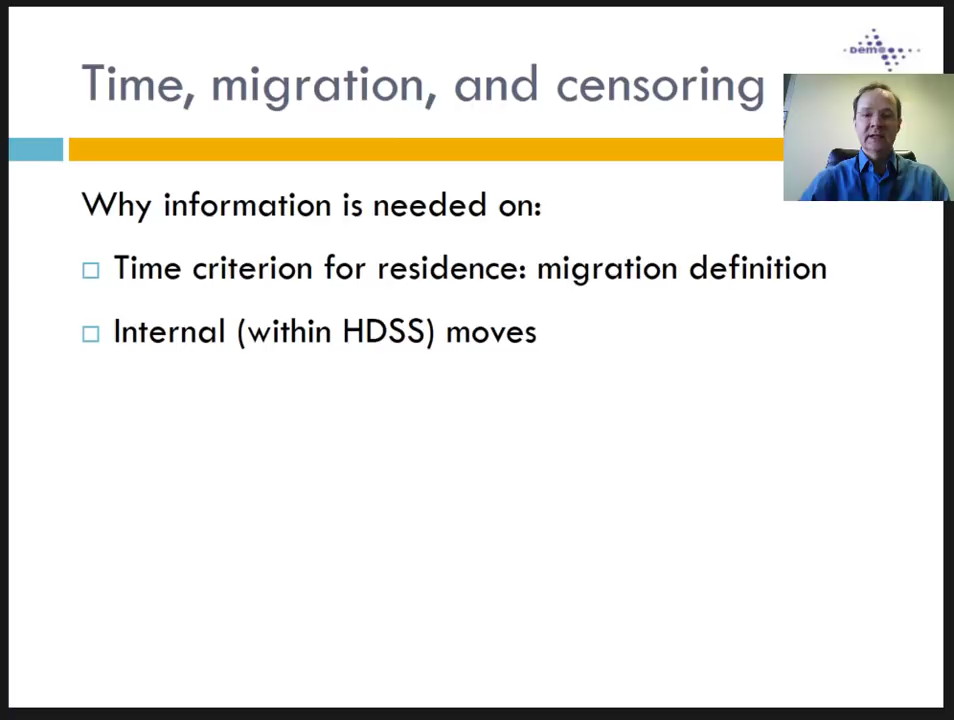 Time, migration, and censoring
Demo
Why information is needed on:
Time criterion for residence: migration definition
Internal (within HDSS) moves